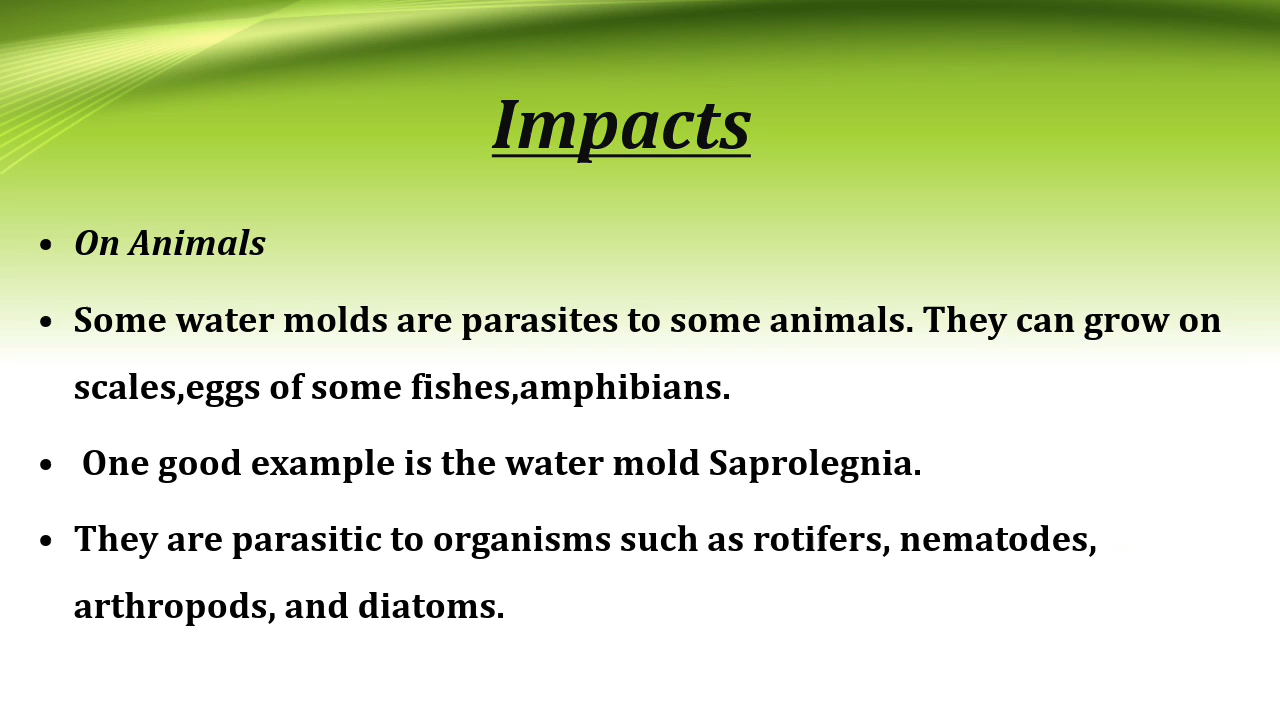 Impacts
• On Animals
• Some water molds are parasites to some animals. They can grow on
scales,eggs of some fishes,amphibians.
• One good example is the water mold Saprolegnia.
• They are parasitic to organisms such as rotifers, nematodes,
arthropods, and diatoms.